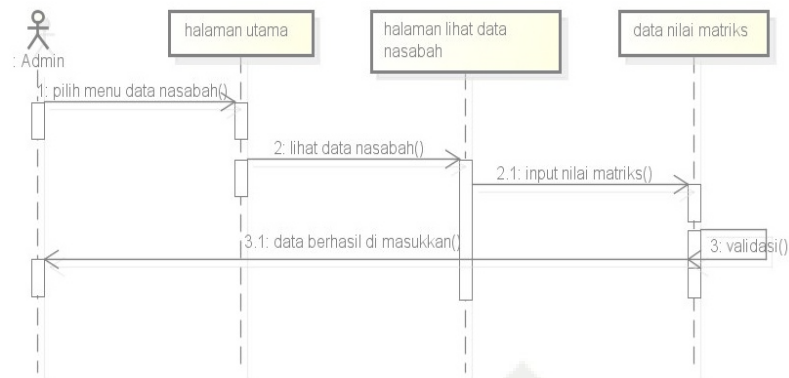 halaman utama
halaman lihat data
nasabah
data nilai matriks
: Admin
1: pilih menu data nasabah()
2: lihat data nasabah()
2.1: input nilai matriks()
3.1: data berhasil di masukkan()
3: validasi()